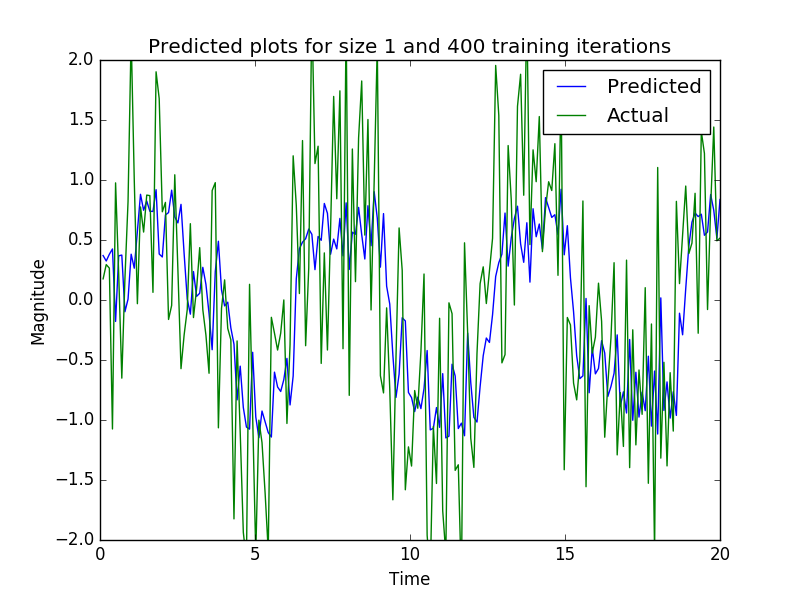 Predicted plots for size 1 and 400 training iterations
Predicted
Actual
2.0
1.5
1.0
0.5
0.0
−0.5
−1.0
−1.5
−2.0
Magnitude
0 5 10 15 20
Time